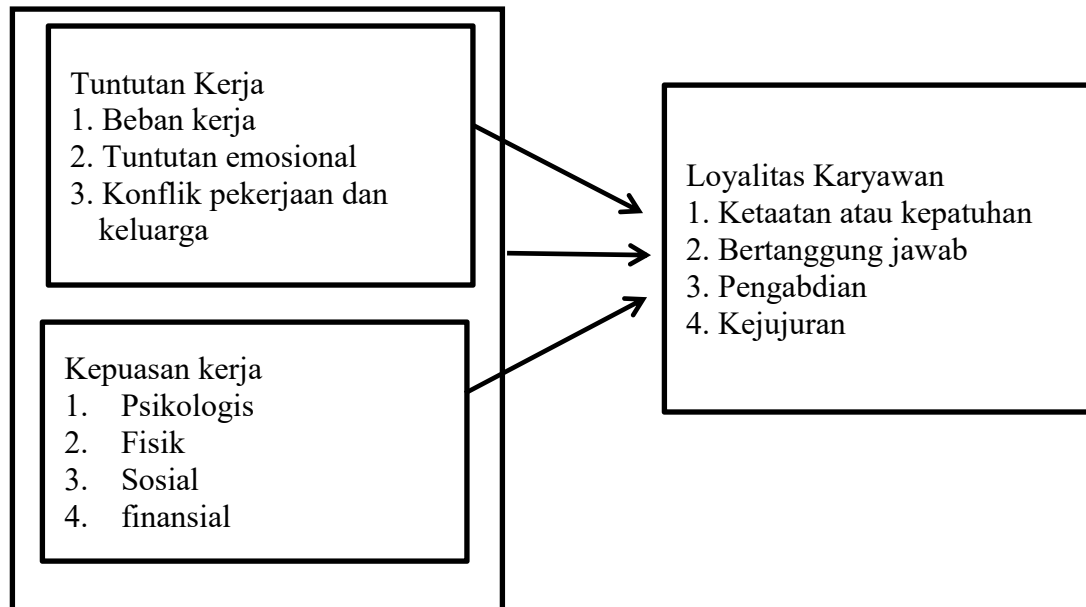 Tuntutan Kerja
1. Beban kerja
2. Tuntutan emosional
3. Konflik pekerjaan dan
keluarga
Kepuasan kerja
1. Psikologis
2. Fisik
3. Sosial
4. finansial
Loyalitas Karyawan
1. Ketaatan atau kepatuhan
2. Bertanggung jawab
3. Pengabdian
4. Kejujuran